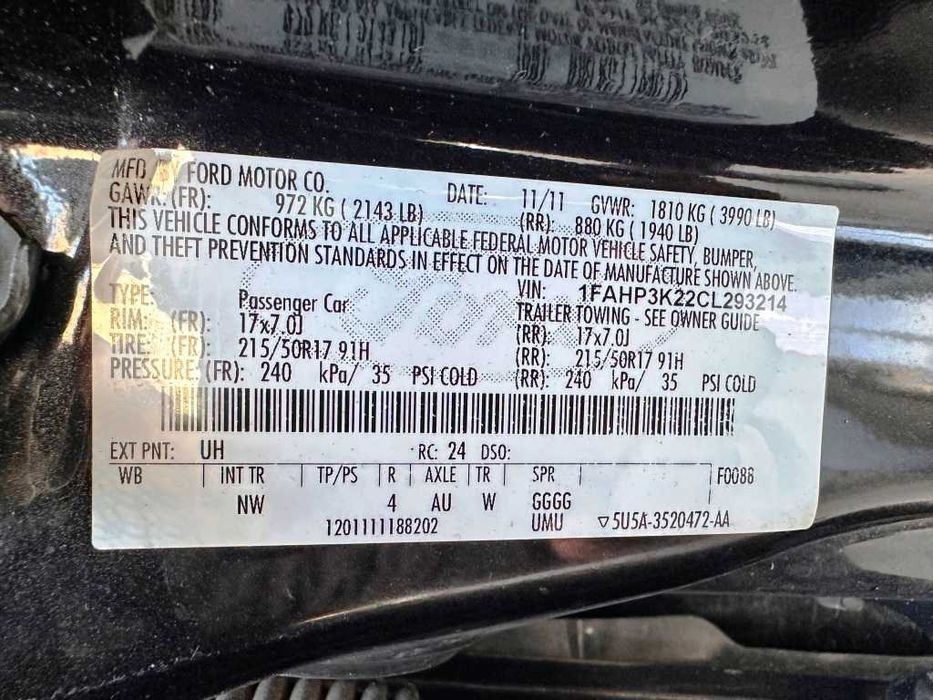 MFD BY FORD MOTOR CO. DATE: 11/11 GVWR: 1810 KG ( 3990 LB)
GAWR: (FR): 972 KG ( 2143 LB) (RR): 880 KG ( 1940 LB)
THIS VEHICLE CONFORMS TO ALL APPLICABLE FEDERAL MOTOR VEHICLE SAFETY, BUMPER,
AND THEFT PREVENTION STANDARDS IN EFFECT ON THE DATE OF MANUFACTURE SHOWN ABOVE.
VIN: 1FAHP3K22CL293214
TYPE: Passenger Car TRAILER TOWING - SEE OWNER GUIDE
RIM: (FR): 17x7.0J (RR): 17x7.0J
TIRE: (FR): 215/50R17 91H (RR): 215/50R17 91H
PRESSURE: (FR): 240 kPa/ 35 PSI COLD (RR): 240 kPa/ 35 PSI COLD
EXT PNT: UH RC: 24 DSO:
WB INT TR TP/PS R AXLE TR SPR F0088
NW 4 AU W GGGG
1201111188202 UMU ▽5U5A-3520472-AA